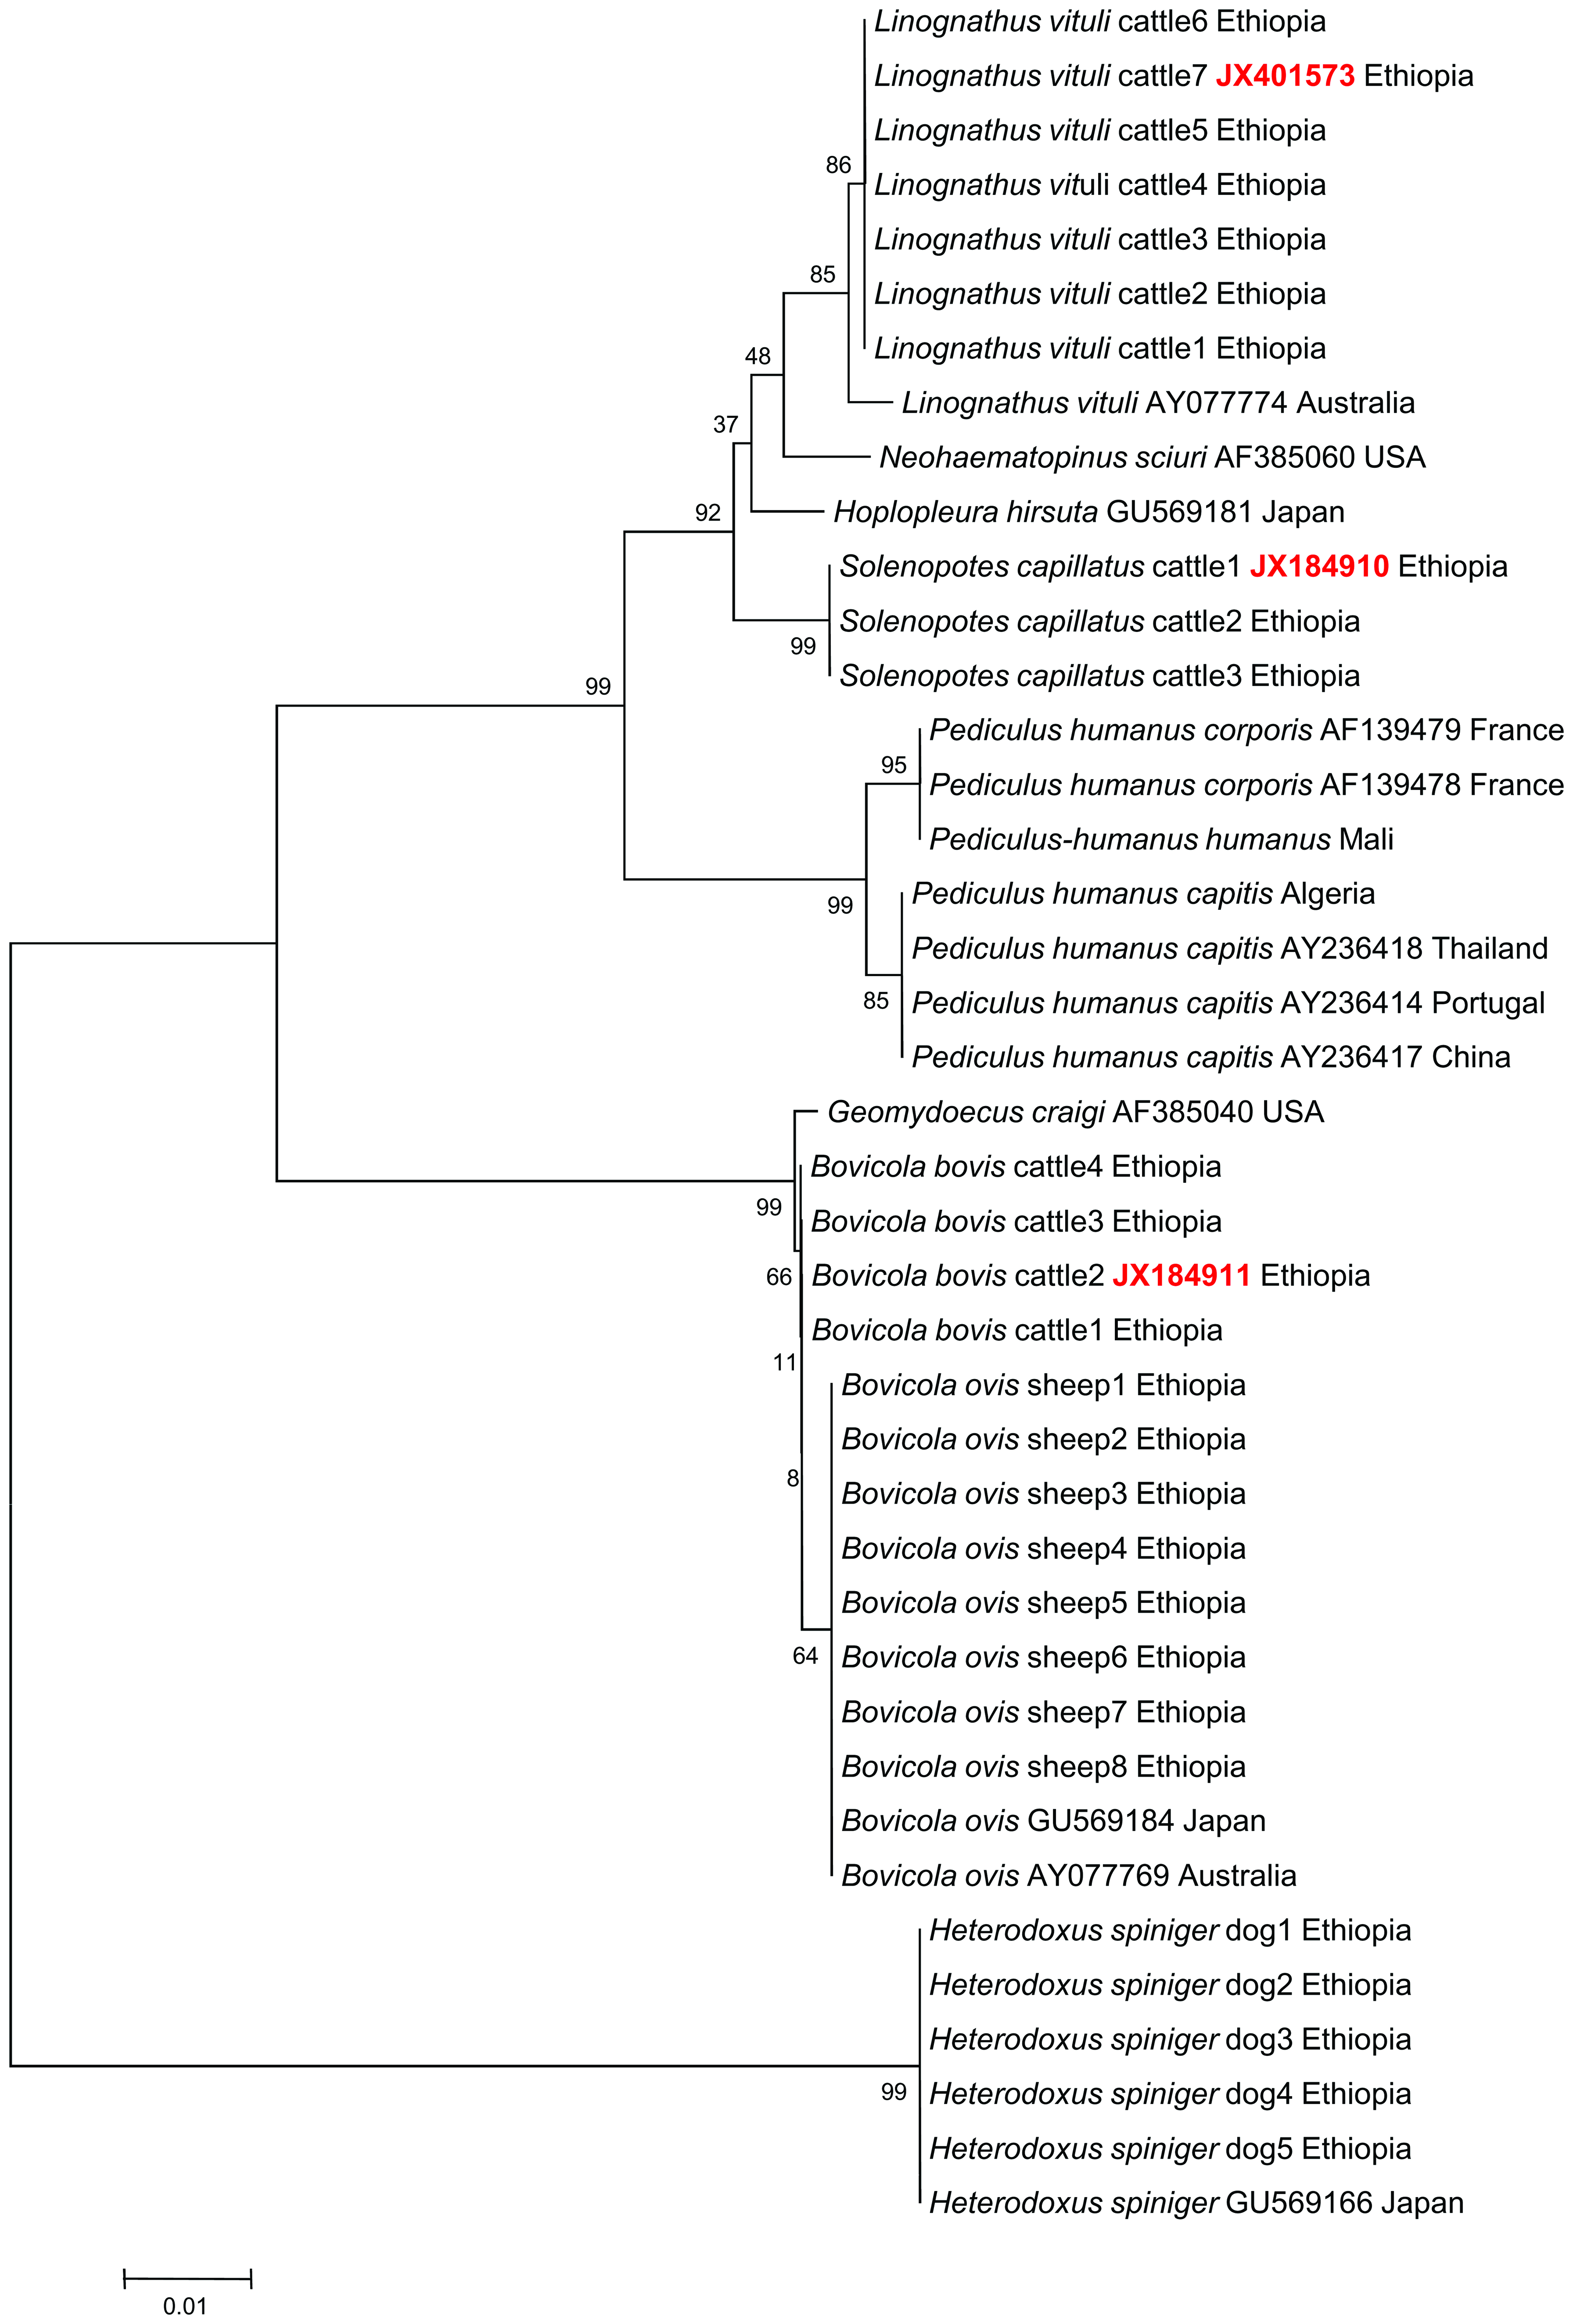 Linognathus vituli cattle6 Ethiopia
Linognathus vituli cattle7 JX401573 Ethiopia
Linognathus vituli cattle5 Ethiopia
86
Linognathus vituli cattle4 Ethiopia
Linognathus vituli cattle3 Ethiopia
85
Linognathus vituli cattle2 Ethiopia
Linognathus vituli cattle1 Ethiopia
48
Linognathus vituli AY077774 Australia
37
Neohaematopinus sciuri AF385060 USA
92
Hoplopleura hirsuta GU569181 Japan
Solenopotes capillatus cattle1 JX184910 Ethiopia
Solenopotes capillatus cattle2 Ethiopia
99
Solenopotes capillatus cattle3 Ethiopia
99
Pediculus humanus corporis AF139479 France
95
Pediculus humanus corporis AF139478 France
Pediculus-humanus humanus Mali
Pediculus humanus capitis Algeria
99
Pediculus humanus capitis AY236418 Thailand
Pediculus humanus capitis AY236414 Portugal
85
Pediculus humanus capitis AY236417 China
Geomydoecus craigi AF385040 USA
Bovicola bovis cattle4 Ethiopia
99
Bovicola bovis cattle3 Ethiopia
66
Bovicola bovis cattle2 JX184911 Ethiopia
Bovicola bovis cattle1 Ethiopia
11
Bovicola ovis sheep1 Ethiopia
Bovicola ovis sheep2 Ethiopia
8
Bovicola ovis sheep3 Ethiopia
Bovicola ovis sheep4 Ethiopia
Bovicola ovis sheep5 Ethiopia
64
Bovicola ovis sheep6 Ethiopia
Bovicola ovis sheep7 Ethiopia
Bovicola ovis sheep8 Ethiopia
Bovicola ovis GU569184 Japan
Bovicola ovis AY077769 Australia
Heterodoxus spiniger dog1 Ethiopia
Heterodoxus spiniger dog2 Ethiopia
Heterodoxus spiniger dog3 Ethiopia
99
Heterodoxus spiniger dog4 Ethiopia
Heterodoxus spiniger dog5 Ethiopia
Heterodoxus spiniger GU569166 Japan
0.01